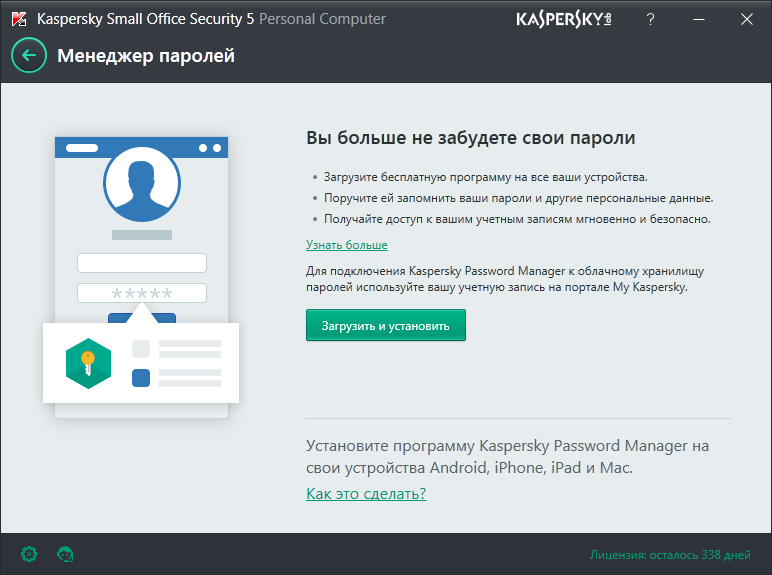 Kaspersky Small Office Security 5 Personal Computer
KASPERSKY lab
?
Менеджер паролей
Вы больше не забудете свои пароли
• Загрузите бесплатную программу на все ваши устройства.
• Поручите ей запомнить ваши пароли и другие персональные данные.
• Получайте доступ к вашим учетным записям мгновенно и безопасно.
Узнать больше
Для подключения Kaspersky Password Manager к облачному хранилищу
паролей используйте вашу учетную запись на портале My Kaspersky.
*****
Загрузить и установить
Установите программу Kaspersky Password Manager на
свои устройства Android, iPhone, iPad и Mac.
Как это сделать?
Лицензия: осталось 338 дней